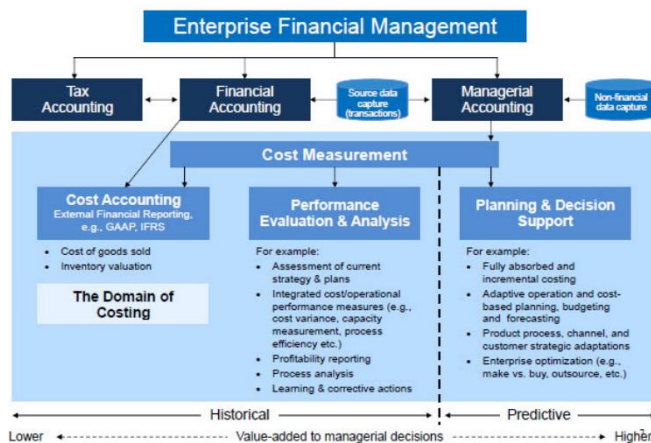 Enterprise Financial Management
Tax
Accounting
Financial
Accounting
Source data
capture
(transactions)
Managerial
Accounting
Non-financial
data capture
Cost Measurement
Cost Accounting
External Financial Reporting,
e.g., GAAP, IFRS
• Cost of goods sold
• Inventory valuation
The Domain of
Costing
Performance
Evaluation & Analysis
For example:
• Assessment of current
strategy & plans
• Integrated cost/operational
performance measures (e.g.,
cost variance, capacity
measurement, process
efficiency etc.)
• Profitability reporting
• Process analysis
• Learning & corrective actions
Planning & Decision
Support
For example:
• Fully absorbed and
incremental costing
• Adaptive operation and cost-
based planning, budgeting
and forecasting
• Product process, channel, and
customer strategic adaptations
• Enterprise optimization (e.g.,
make vs. buy, outsource, etc.)
Historical
Predictive
Lower
Value-added to managerial decisions
Higher